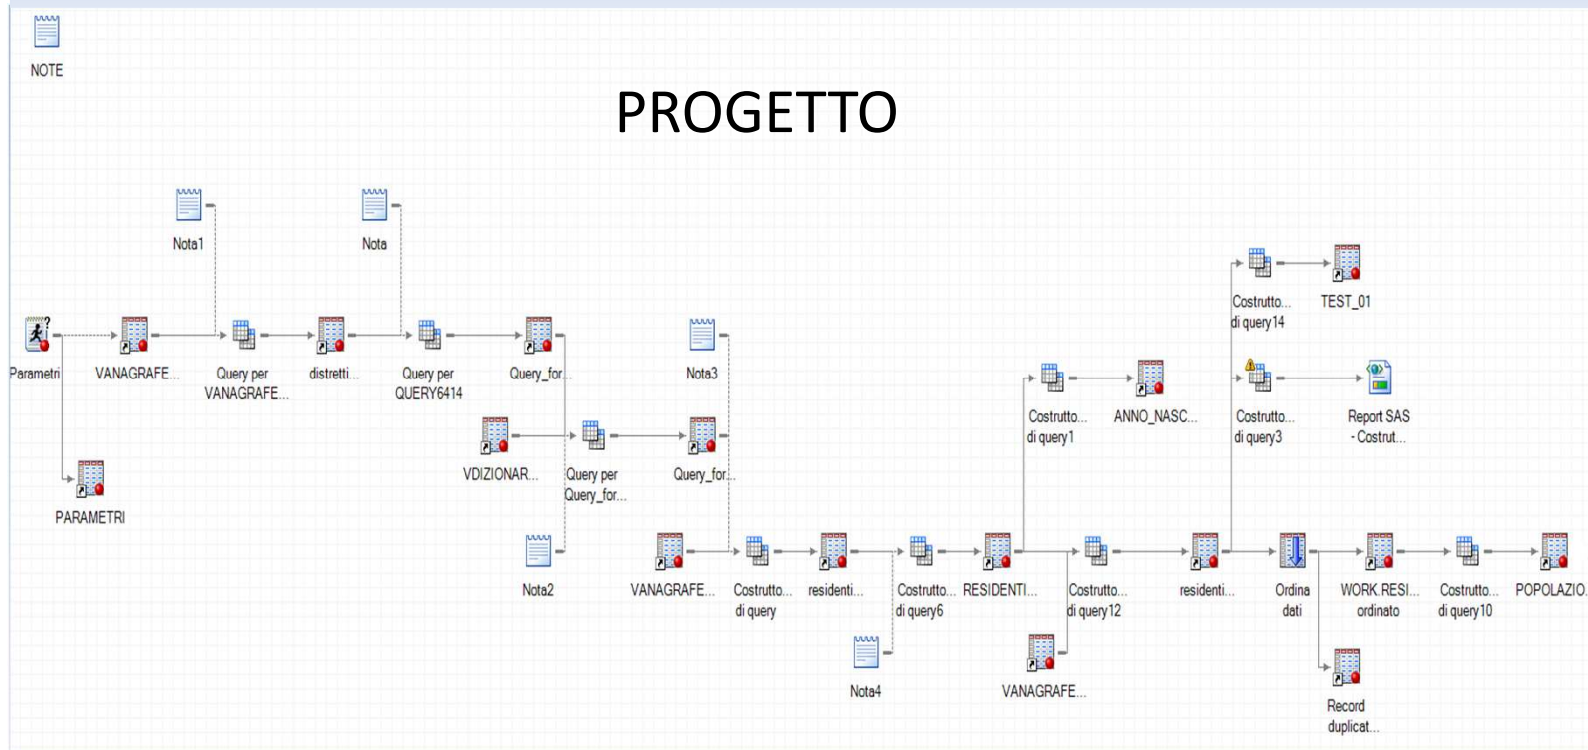 NOTE
PROGETTO
Nota1
Nota
Costrutto...
di query14
TEST_01
?
Parametri
VANAGRAFE...
Query per
VANAGRAFE...
distretti...
Query per
QUERY6414
Query_for...
Nota3
Costrutto...
di query1
ANNO_NASC...
Costrutto...
di query3
Report SAS
- Costrut...
PARAMETRI
VDIZIONAR...
Query per
Query_for...
Query_for...
Nota2
VANAGRAFE...
Costrutto...
di query
residenti...
Costrutto...
di query6
RESIDENTI...
Costrutto...
di query12
residenti...
Ordina
dati
WORK.RESI...
ordinato
Costrutto...
di query10
POPOLAZIO...
Nota4
VANAGRAFE...
Record
duplicat...